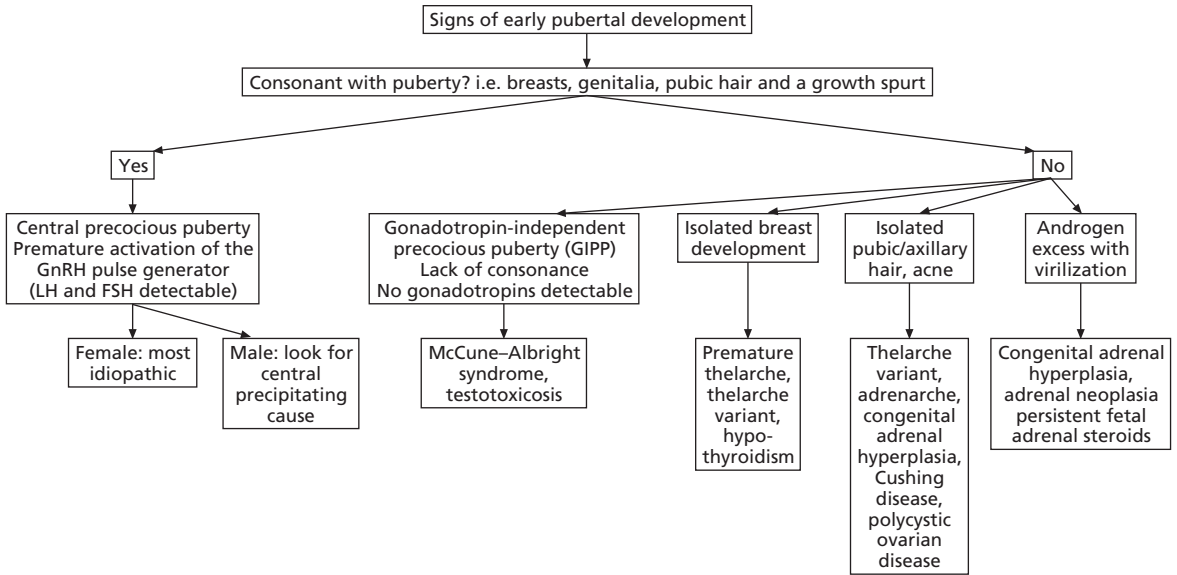 Signs of early pubertal development
Consonant with puberty? i.e. breasts, genitalia, pubic hair and a growth spurt
Yes
No
Central precocious puberty
Premature activation of the
GnRH pulse generator
(LH and FSH detectable)
Gonadotropin-independent
precocious puberty (GIPP)
Lack of consonance
No gonadotropins detectable
Isolated breast
development
Isolated
pubic/axillary
hair, acne
Androgen
excess with
virilization
Female: most
idiopathic
Male: look for
central
precipitating
cause
McCune–Albright
syndrome,
testotoxicosis
Premature
thelarche,
thelarche
variant,
hypo-
thyroidism
Thelarche
variant,
adrenarche,
congenital
adrenal
hyperplasia,
Cushing
disease,
polycystic
ovarian
disease
Congenital adrenal
hyperplasia,
adrenal neoplasia
persistent fetal
adrenal steroids